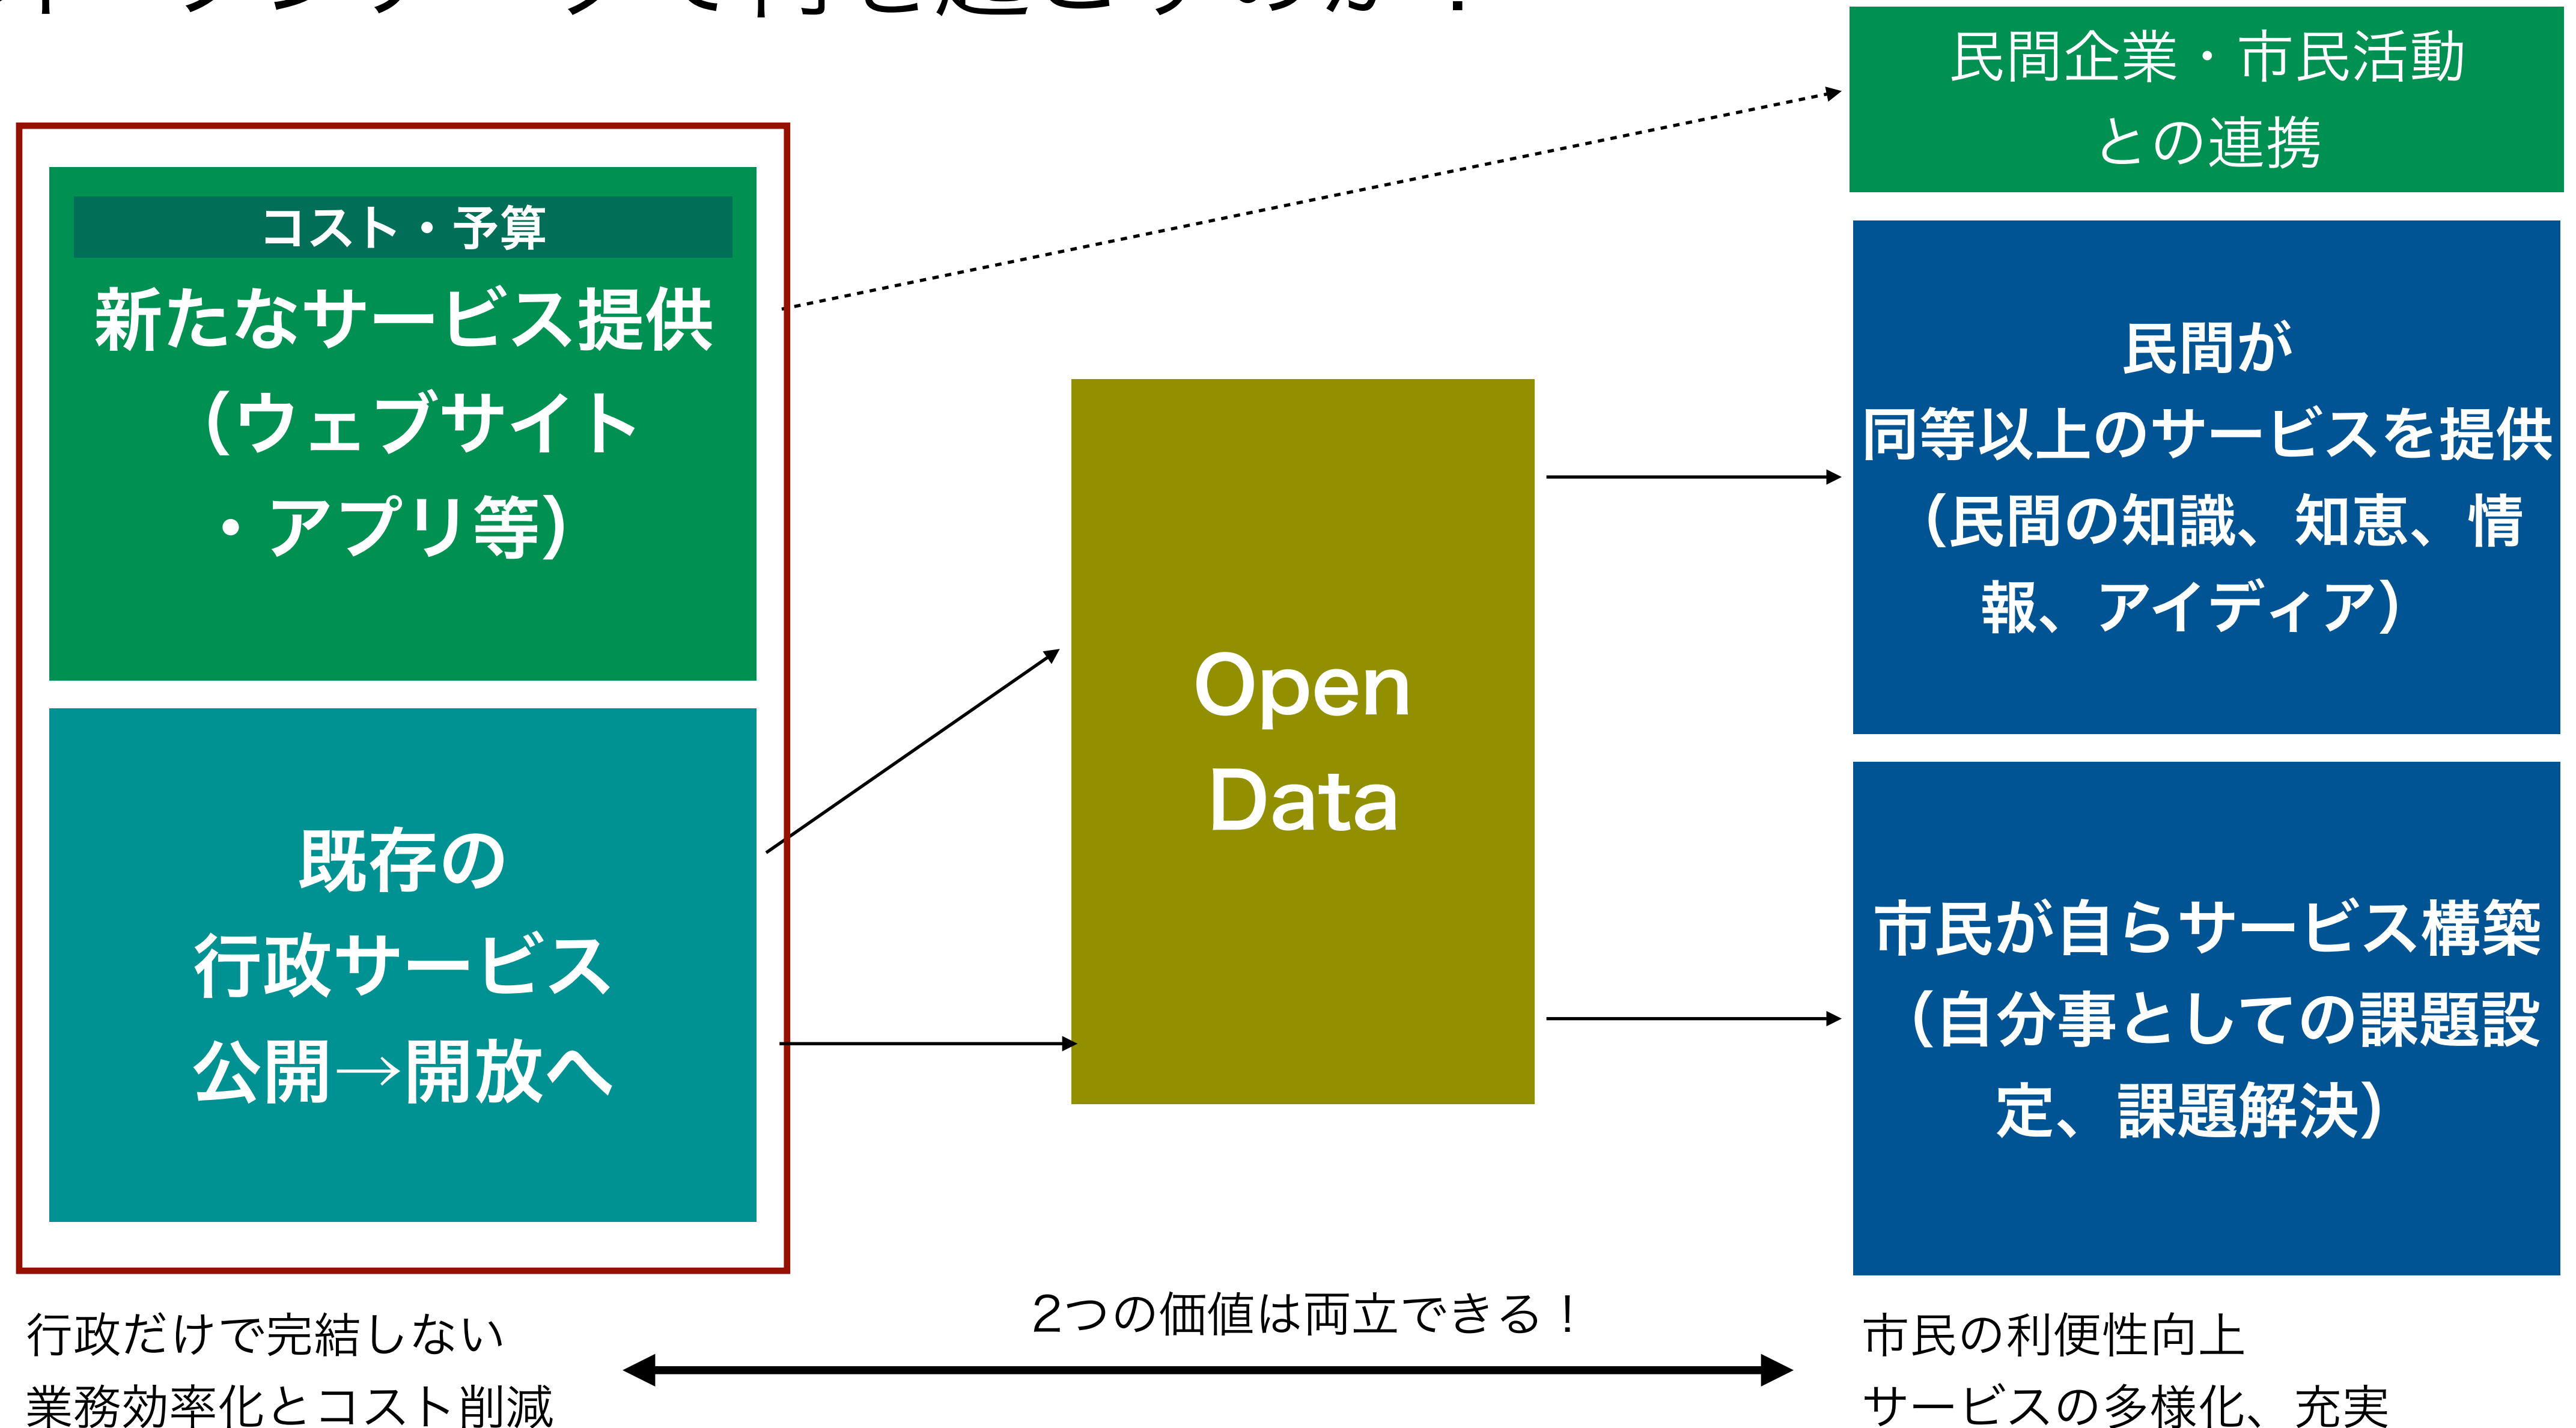 コスト・予算
新たなサービス提供
（ウェブサイト
・アプリ等）
既存の
行政サービス
公開→開放へ
行政だけで完結しない
業務効率化とコスト削減
Open
Data
2つの価値は両立できる！
民間企業・市民活動
との連携
民間が
同等以上のサービスを提供
（民間の知識、知恵、情
報、アイディア）
市民が自らサービス構築
（自分事としての課題設
定、課題解決）
市民の利便性向上
サービスの多様化、充実